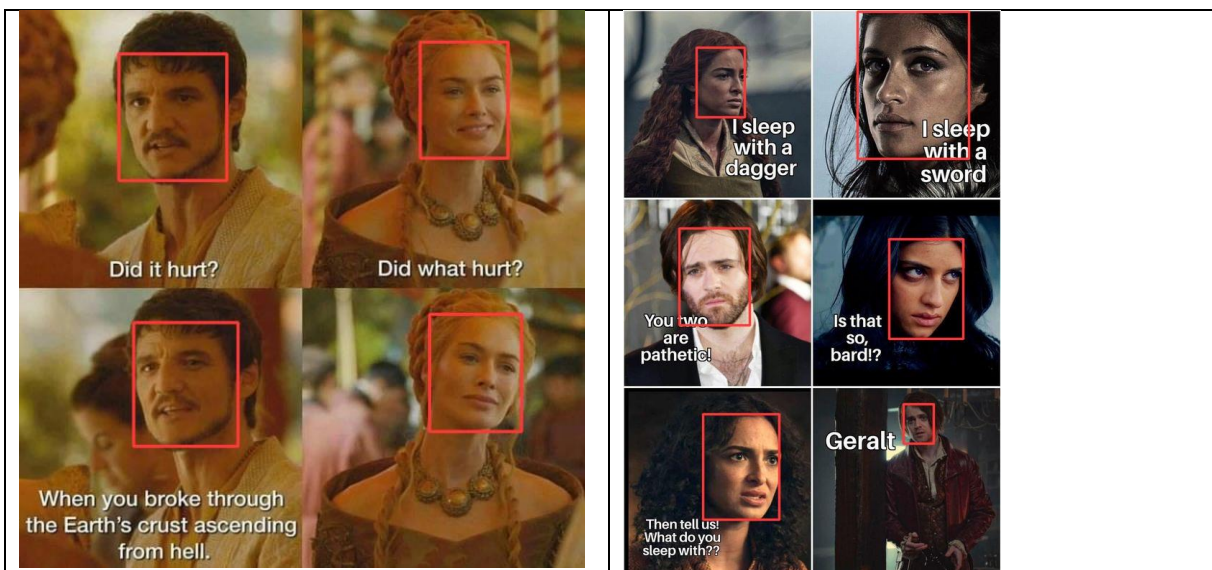 Did it hurt?
Did what hurt?
When you broke through
the Earth's crust ascending
from hell.
I sleep
with a
dagger
I sleep
with a
sword
You two
are
pathetic!
Is that
so,
bard!?
Then tell us!
What do you
sleep with??
Geralt